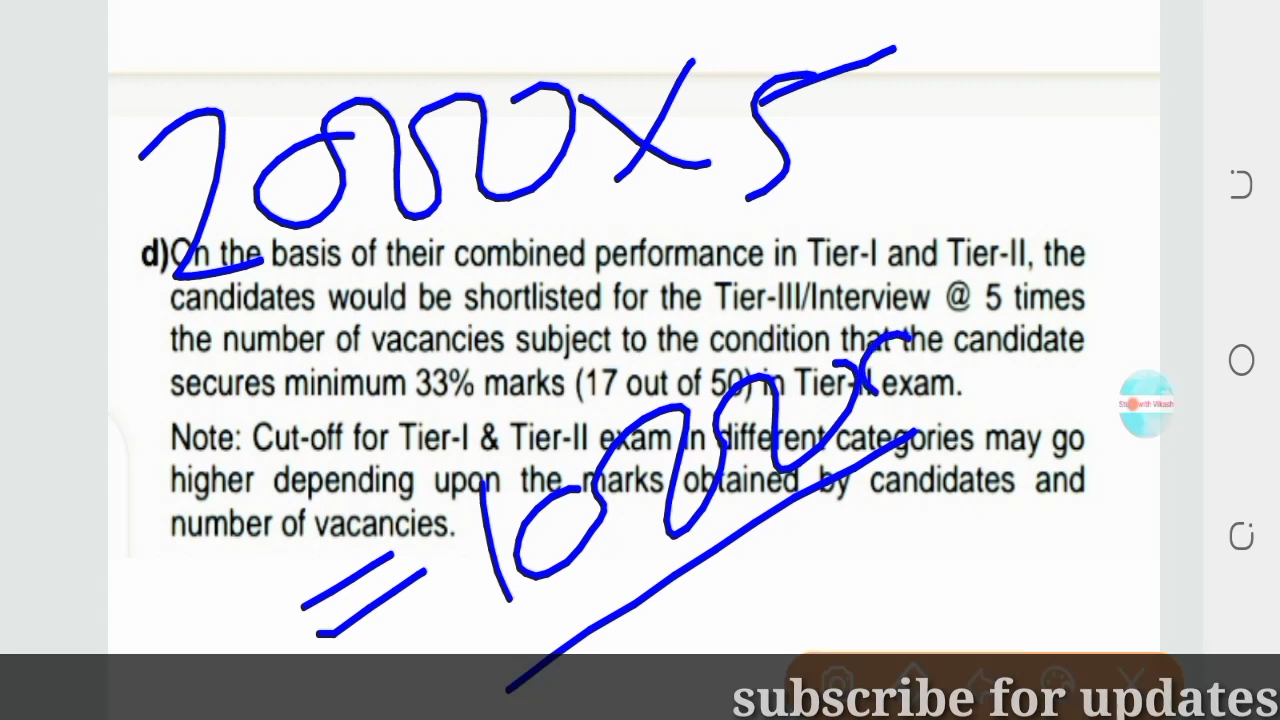 2000 x 5
d) On the basis of their combined performance in Tier-I and Tier-II, the
candidates would be shortlisted for the Tier-III/Interview @ 5 times
the number of vacancies subject to the condition that the candidate
secures minimum 33% marks (17 out of 50) in Tier-II exam.
Note: Cut-off for Tier-I & Tier-II exam in different categories may go
higher depending upon the marks obtained by candidates and
number of vacancies.
= 10000
Study with Vikash
subscribe for updates